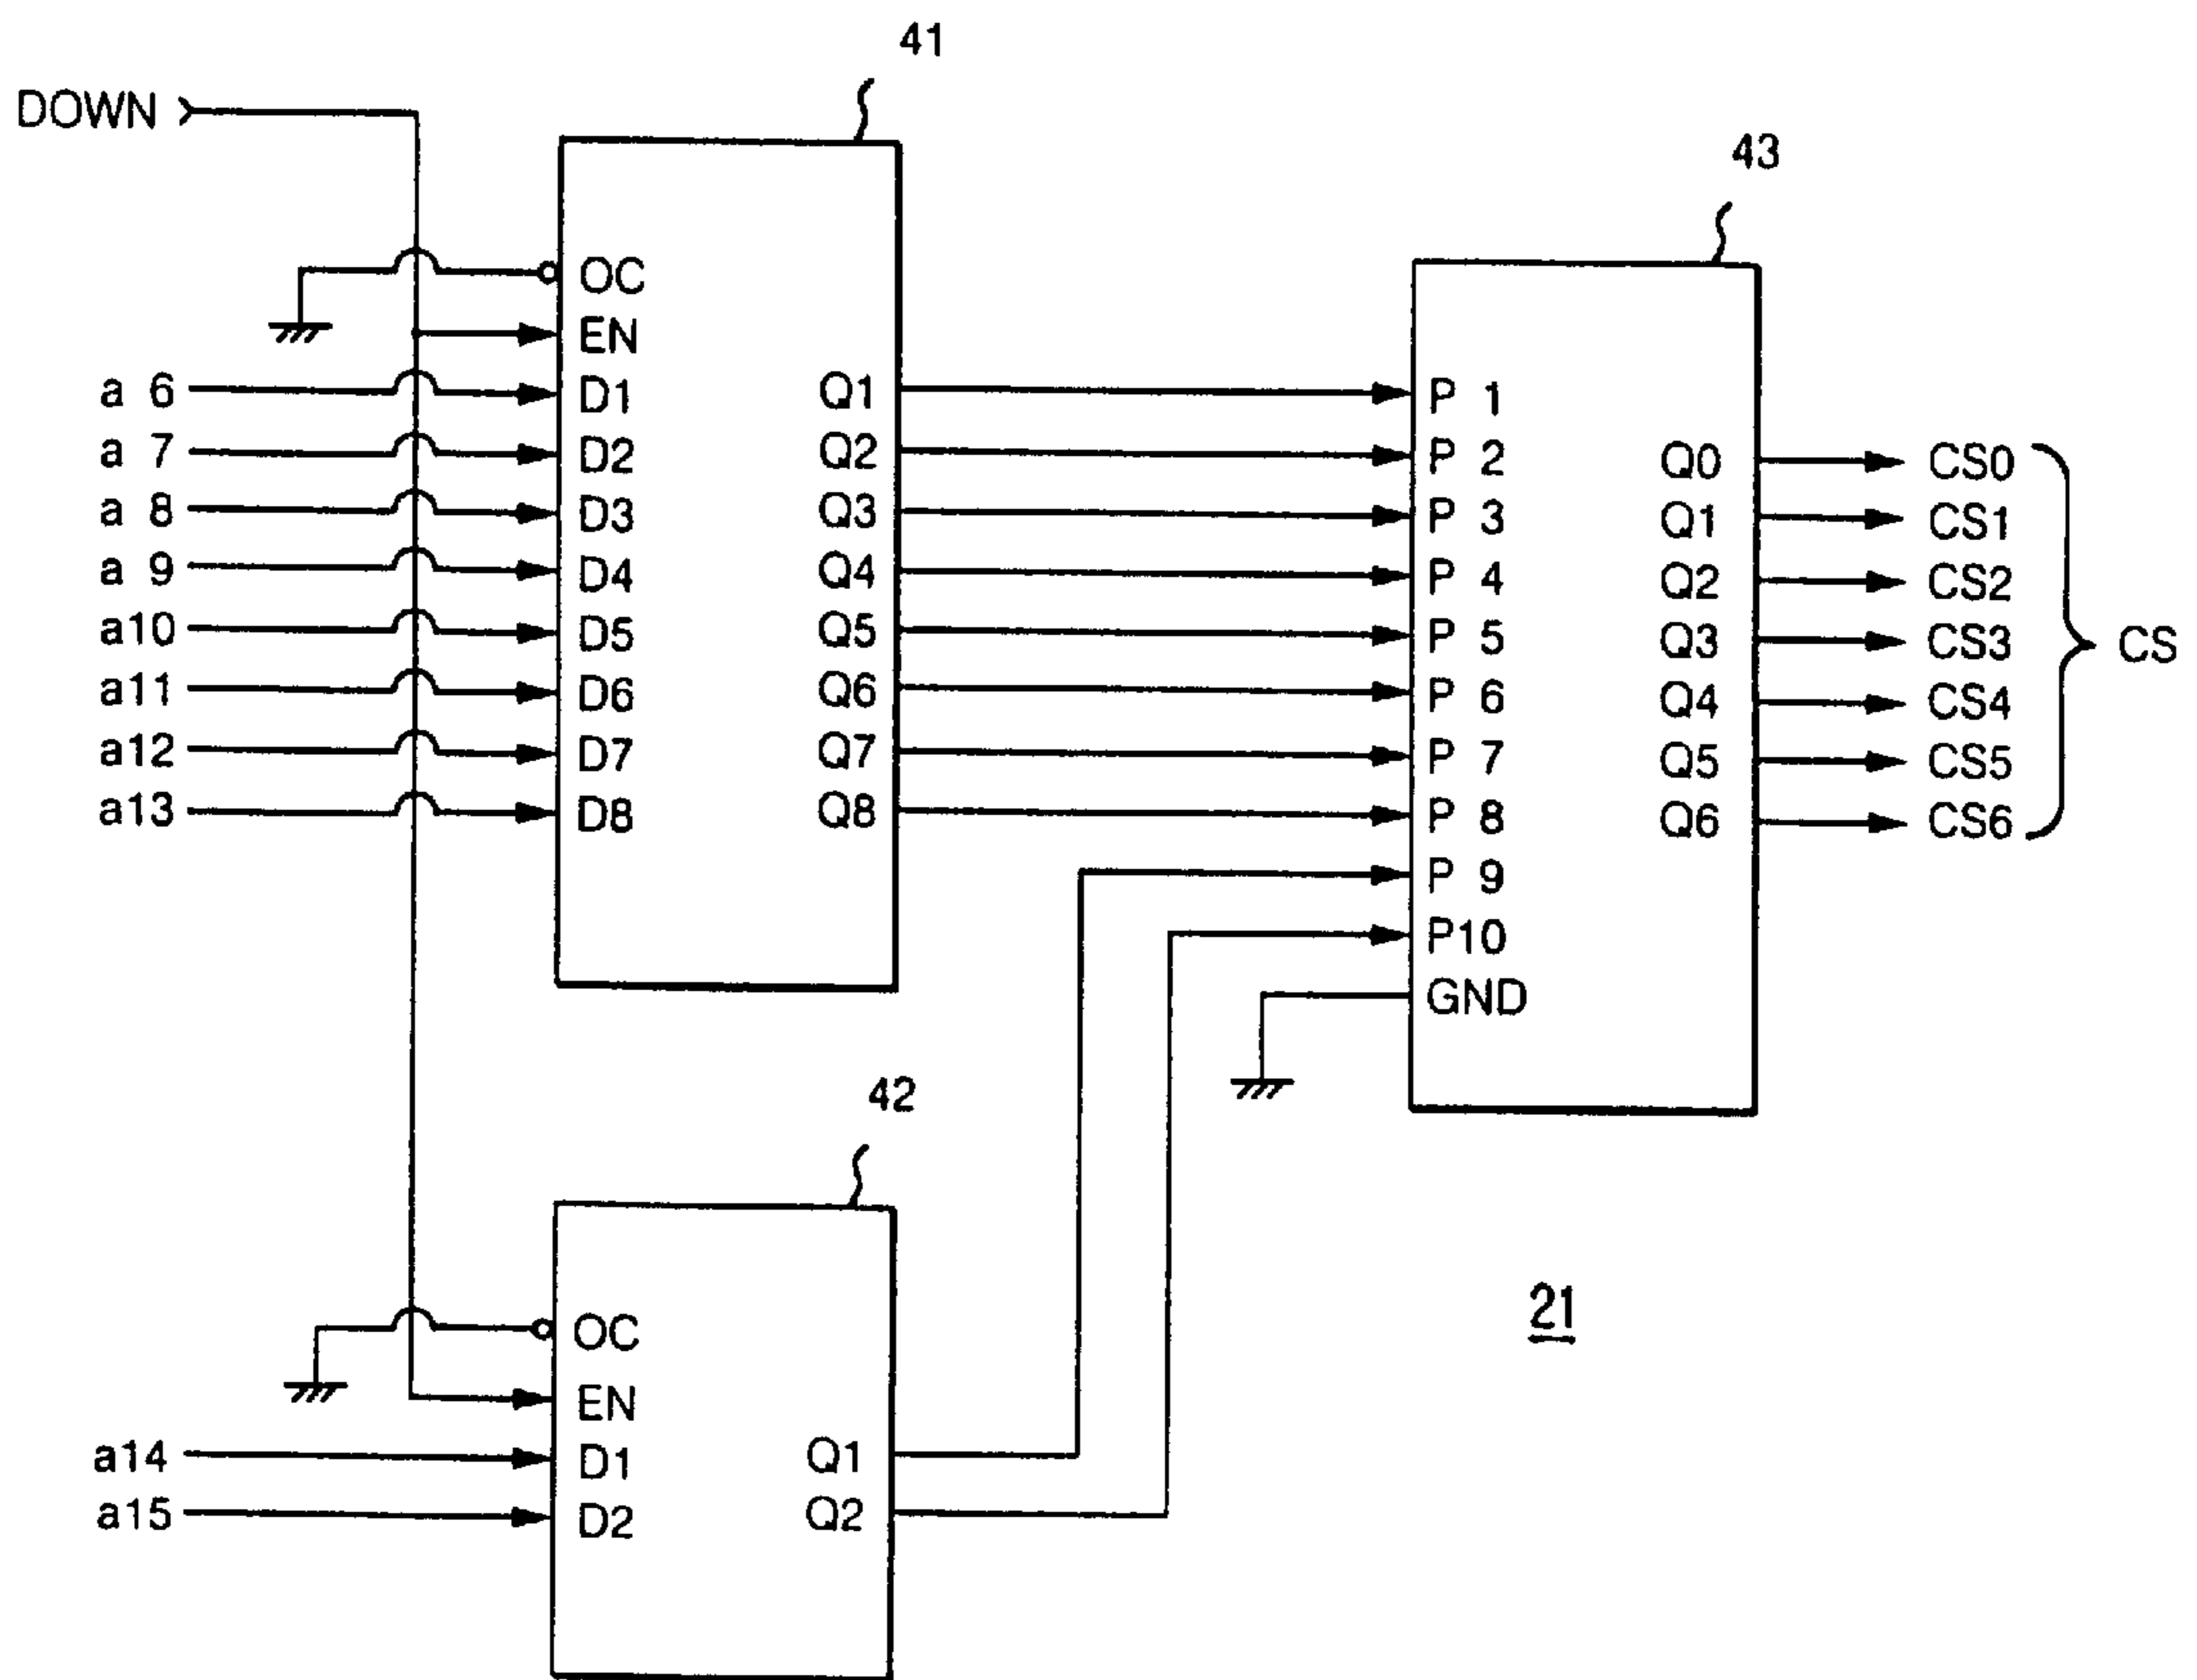 41
DOWN
43
OC
EN
a 6 D1 Q1 P 1
a 7 D2 Q2 P 2 Q0 CS0
a 8 D3 Q3 P 3 Q1 CS1
a 9 D4 Q4 P 4 Q2 CS2
a10 D5 Q5 P 5 Q3 CS3 CS
a11 D6 Q6 P 6 Q4 CS4
a12 D7 Q7 P 7 Q5 CS5
a13 D8 Q8 P 8 Q6 CS6
P 9
P10
GND
42
21
OC
EN
a14 D1 Q1
a15 D2 Q2